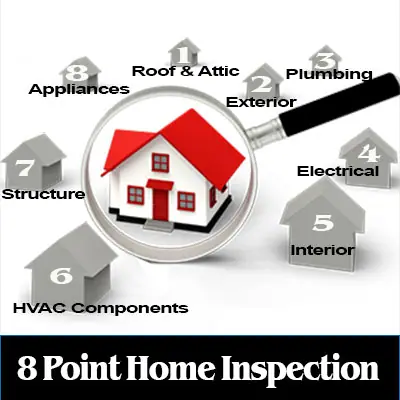 1
Roof & Attic
2
Exterior
3
Plumbing
4
Electrical
5
Interior
6
HVAC Components
7
Structure
8
Appliances
8 Point Home Inspection